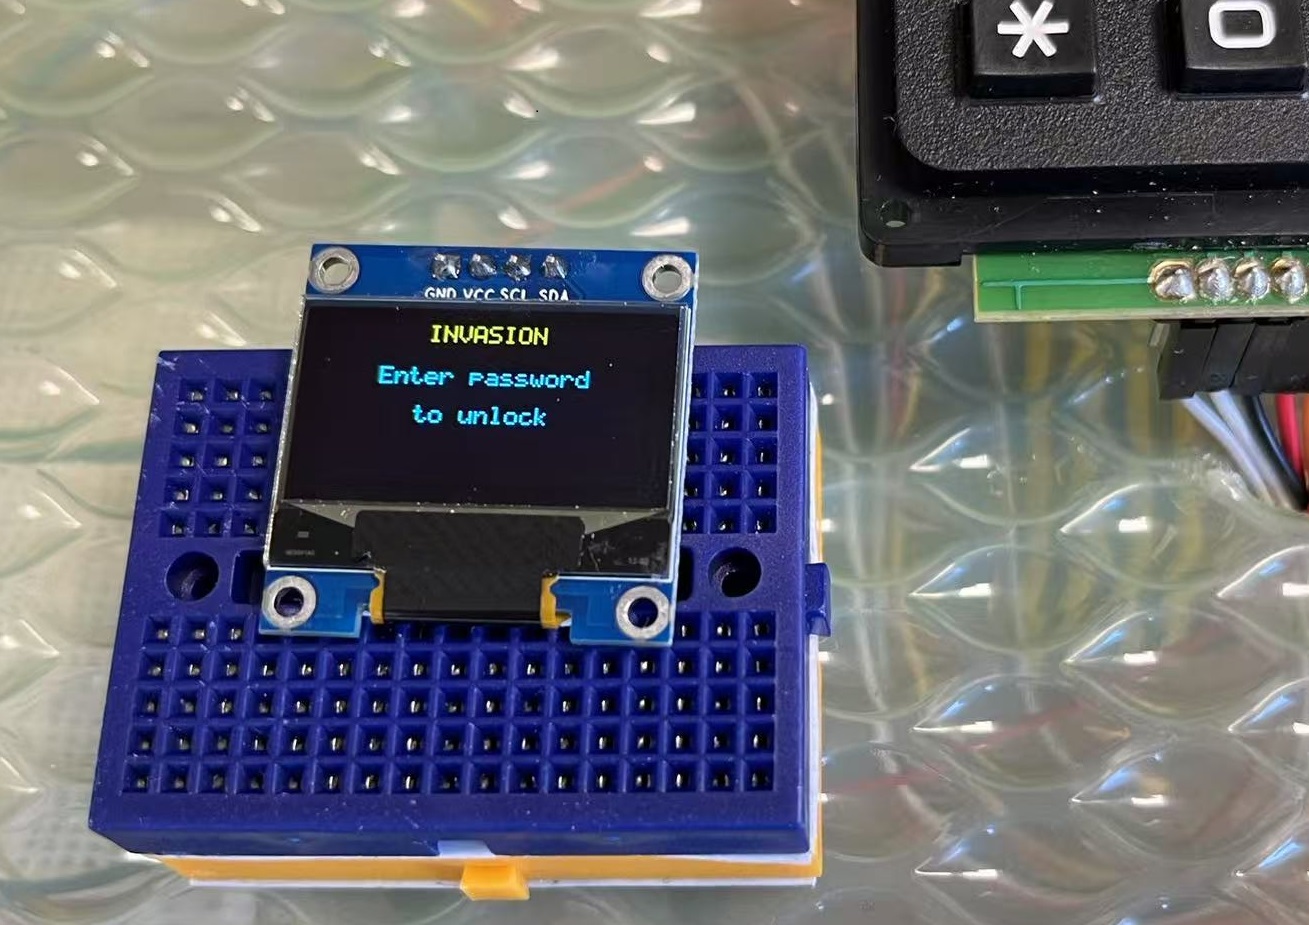 *
0
GND VCC SCL SDA
INVASION
Enter password
to unlock